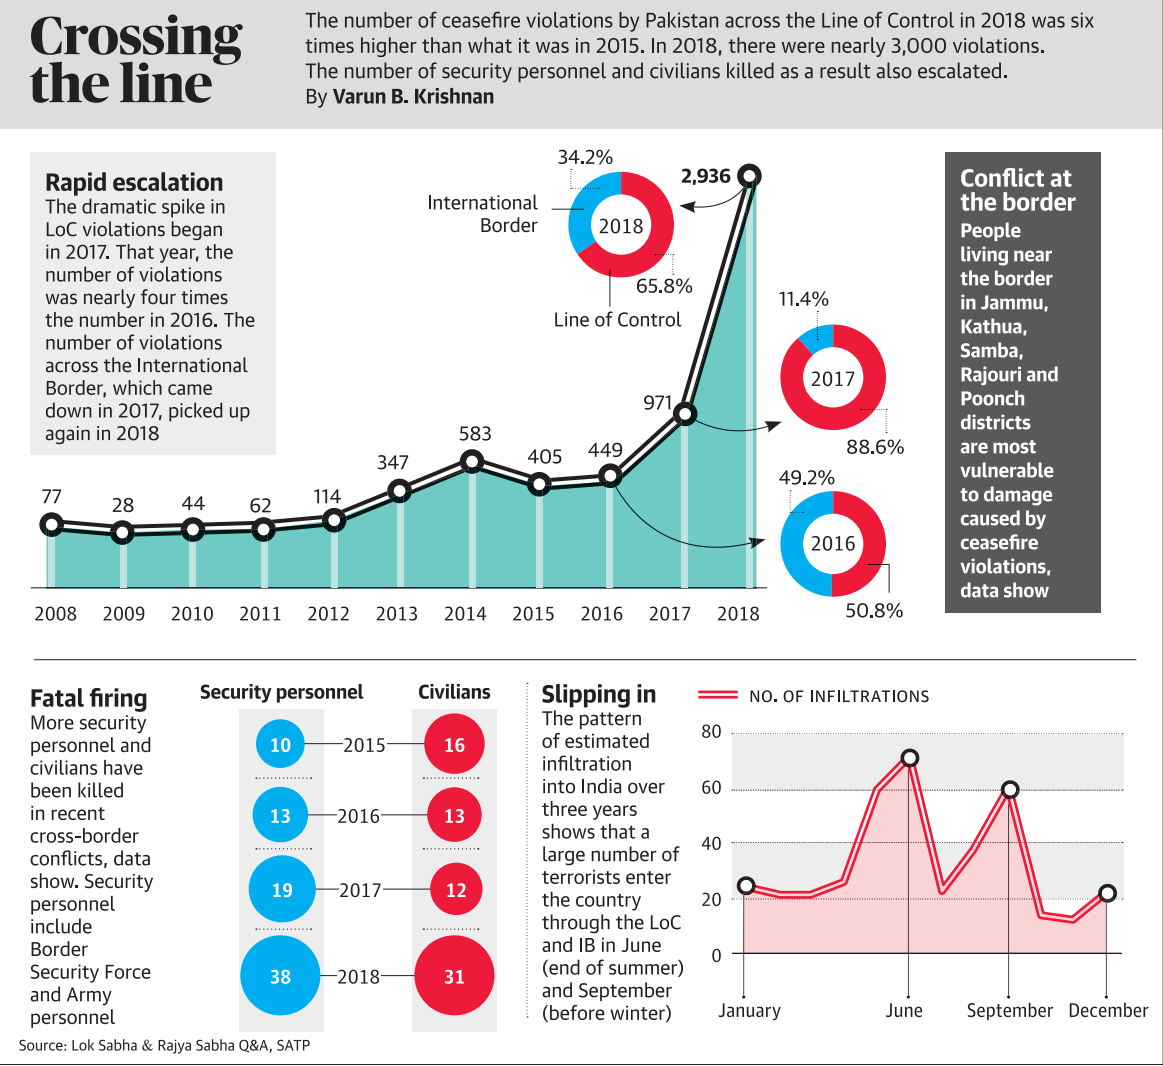 Crossing
the line
The number of ceasefire violations by Pakistan across the Line of Control in 2018 was six
times higher than what it was in 2015. In 2018, there were nearly 3,000 violations.
The number of security personnel and civilians killed as a result also escalated.
By Varun B. Krishnan
Rapid escalation
The dramatic spike in
LoC violations began
in 2017. That year, the
number of violations
was nearly four times
the number in 2016. The
number of violations
across the International
Border, which came
down in 2017, picked up
again in 2018
34.2%
International
Border
2018
65.8%
Line of Control
2,936
11.4%
2017
88.6%
49.2%
2016
50.8%
77
28
44
62
114
347
583
405
449
971
2008 2009 2010 2011 2012 2013 2014 2015 2016 2017 2018
Conflict at
the border
People
living near
the border
in Jammu,
Kathua,
Samba,
Rajouri and
Poonch
districts
are most
vulnerable
to damage
caused by
ceasefire
violations,
data show
Fatal firing
More security
personnel and
civilians have
been killed
in recent
cross-border
conflicts, data
show. Security
personnel
include
Border
Security Force
and Army
personnel
Security personnel Civilians
10 2015 16
13 2016 13
19 2017 12
38 2018 31
Slipping in
The pattern
of estimated
infiltration
into India over
three years
shows that a
large number of
terrorists enter
the country
through the LoC
and IB in June
(end of summer)
and September
(before winter)
NO. OF INFILTRATIONS
80
60
40
20
0
January June September December
Source: Lok Sabha & Rajya Sabha Q&A, SATP